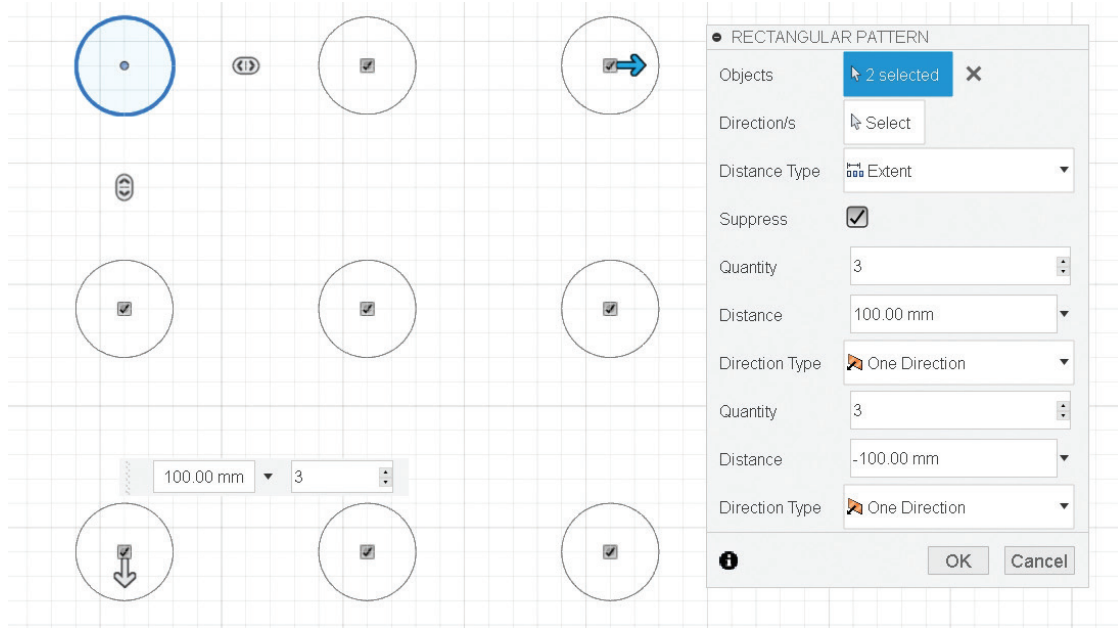 RECTANGULAR PATTERN
Objects 2 selected
Direction/s Select
Distance Type Extent
Suppress
Quantity 3
Distance 100.00 mm
Direction Type One Direction
Quantity 3
Distance -100.00 mm
Direction Type One Direction
OK Cancel
100.00 mm 3